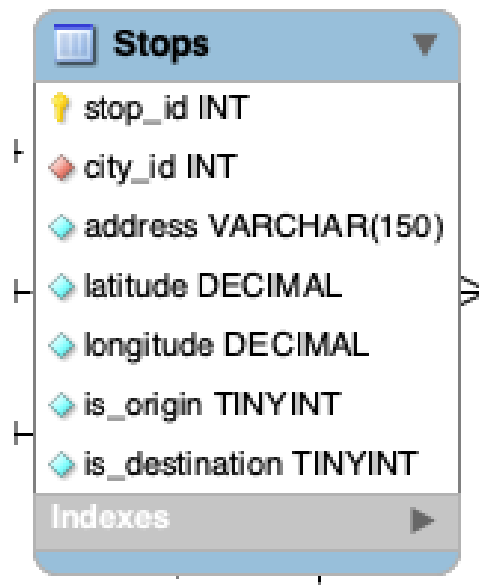 Stops
stop_id INT
city_id INT
address VARCHAR(150)
latitude DECIMAL
longitude DECIMAL
is_origin TINYINT
is_destination TINYINT
Indexes